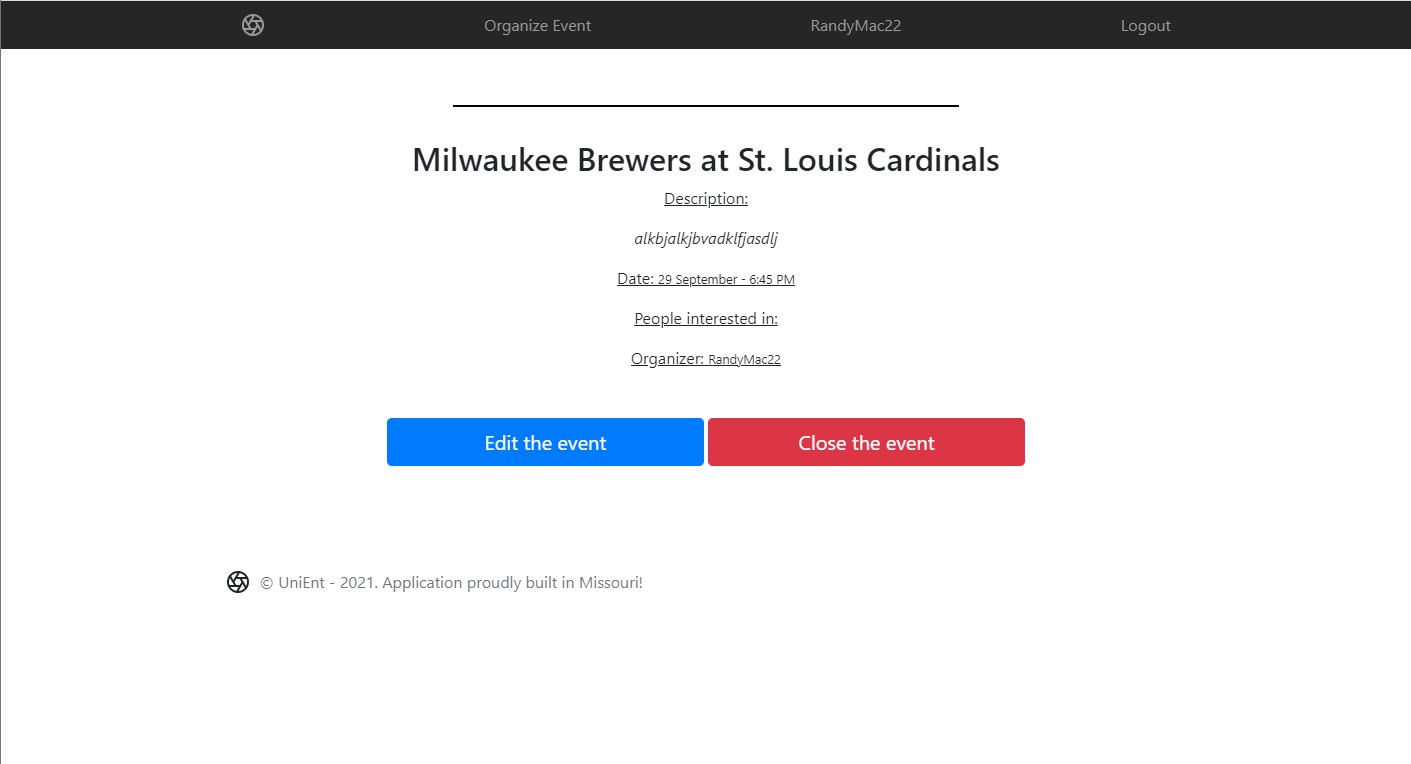 Organize Event RandyMac22 Logout
Milwaukee Brewers at St. Louis Cardinals
Description:
alkbjalkjbvadklfjasdlj
Date: 29 September - 6:45 PM
People interested in:
Organizer: RandyMac22
Edit the event Close the event
© UniEnt - 2021. Application proudly built in Missouri!